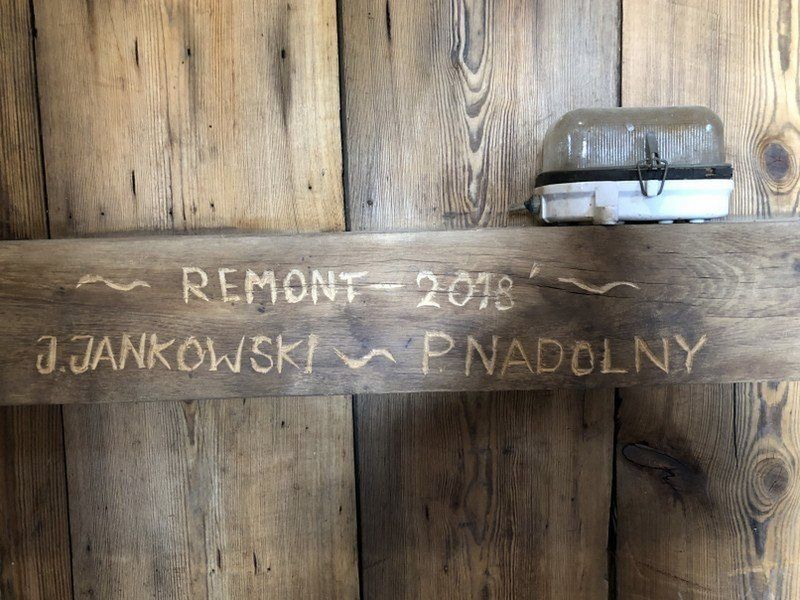 ~ REMONT - 2018' ~
J.JANKOWSKI ~ P.NADOLNY